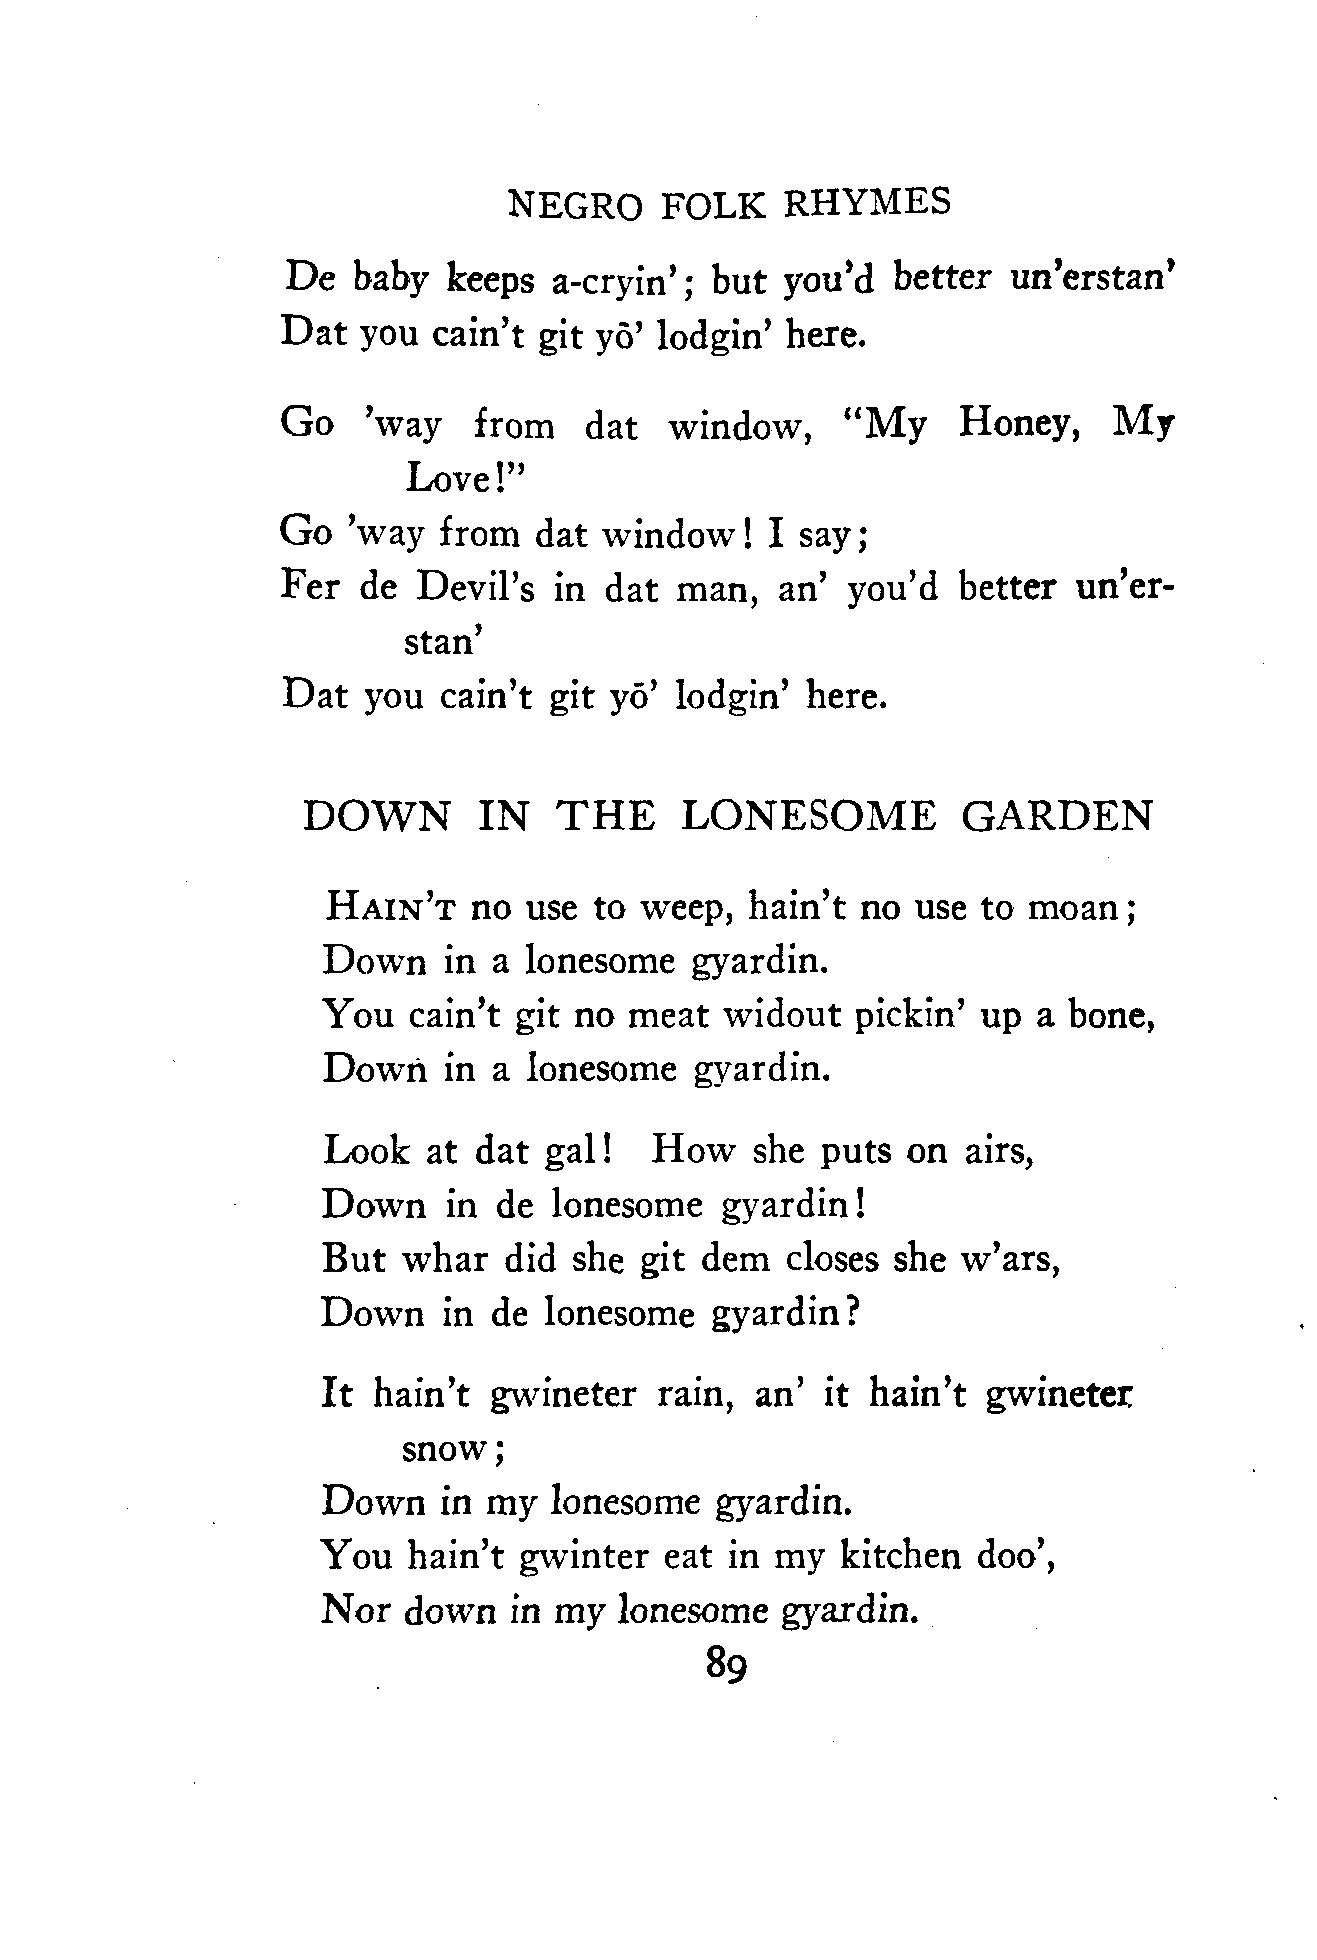 NEGRO FOLK RHYMES
De baby keeps a-cryin'; but you'd better un'erstan'
Dat you cain't git yō' lodgin' here.
Go 'way from dat window, “My Honey, My
Love!”
Go 'way from dat window! I say;
Fer de Devil's in dat man, an' you'd better un'er-
stan'
Dat you cain't git yō' lodgin' here.
DOWN IN THE LONESOME GARDEN
HAIN'T no use to weep, hain't no use to moan;
Down in a lonesome gyardin.
You cain't git no meat widout pickin' up a bone,
Down in a lonesome gyardin.
Look at dat gal! How she puts on airs,
Down in de lonesome gyardin!
But whar did she git dem closes she w'ars,
Down in de lonesome gyardin?
It hain't gwineter rain, an' it hain't gwineter
snow;
Down in my lonesome gyardin.
You hain't gwinter eat in my kitchen doo',
Nor down in my lonesome gyardin.
89